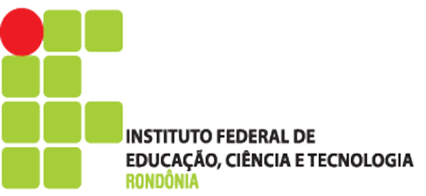 INSTITUTO FEDERAL DE
EDUCAÇÃO, CIÊNCIA E TECNOLOGIA
RONDÔNIA